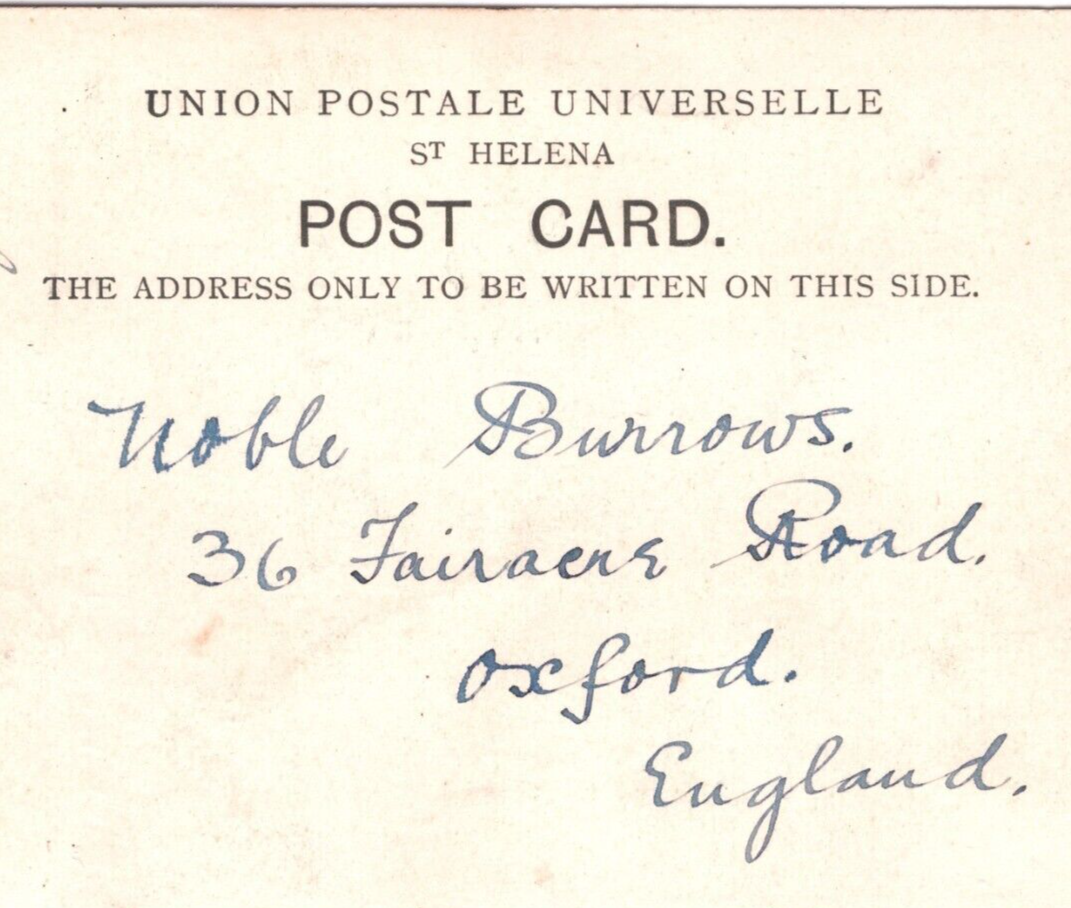 UNION POSTALE UNIVERSELLE
ST HELENA
POST CARD.
THE ADDRESS ONLY TO BE WRITTEN ON THIS SIDE.
Noble Burrows.
36 Fairacre Road.
Oxford.
England.